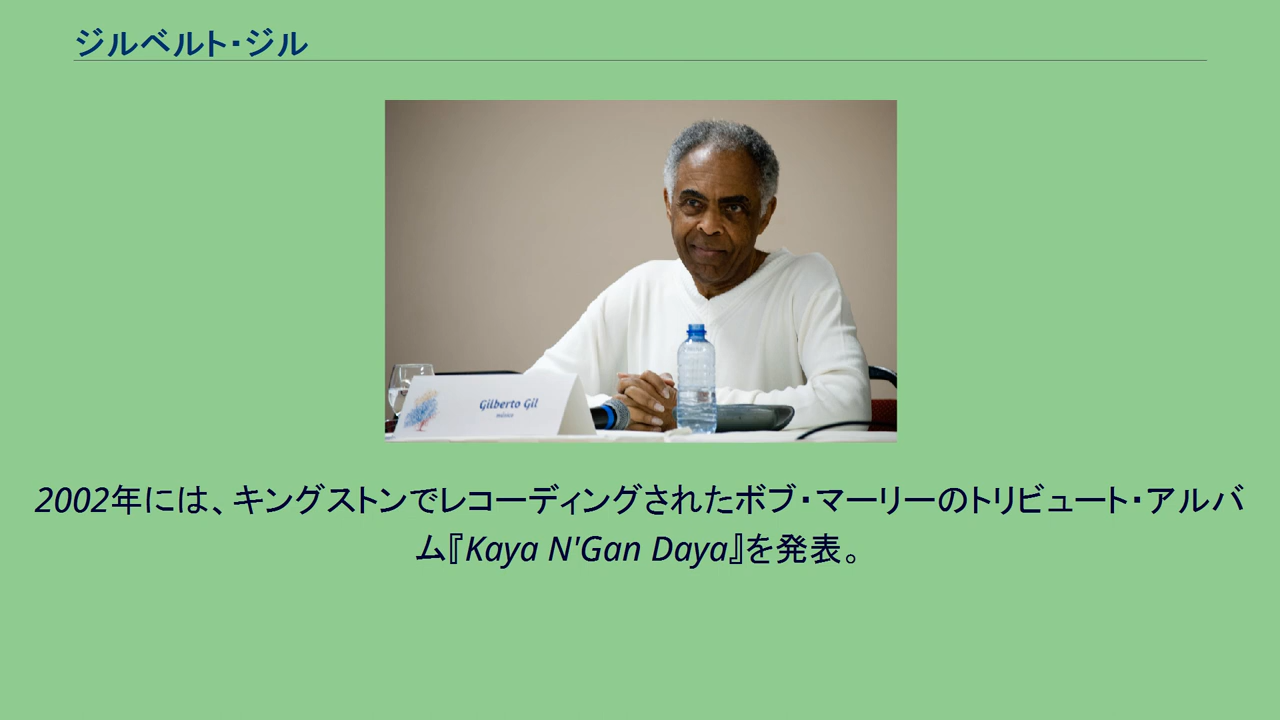 ジルベルト・ジル
Gilberto Gil
músico
2002年には、キングストンでレコーディングされたボブ・マーリーのトリビュート・アルバ
ム『Kaya N'Gan Daya』を発表。